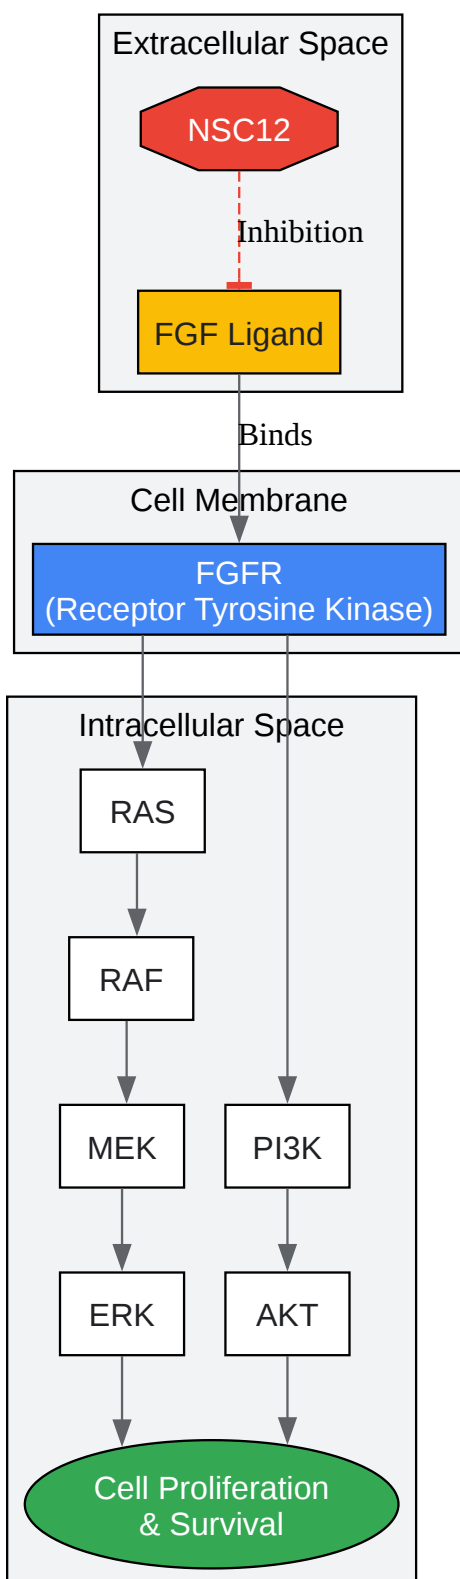 Extracellular Space
NSC12
Inhibition
FGF Ligand
Binds
Cell Membrane
FGFR
(Receptor Tyrosine Kinase)
Intracellular Space
RAS
RAF
MEK
PI3K
ERK
AKT
Cell Proliferation
& Survival